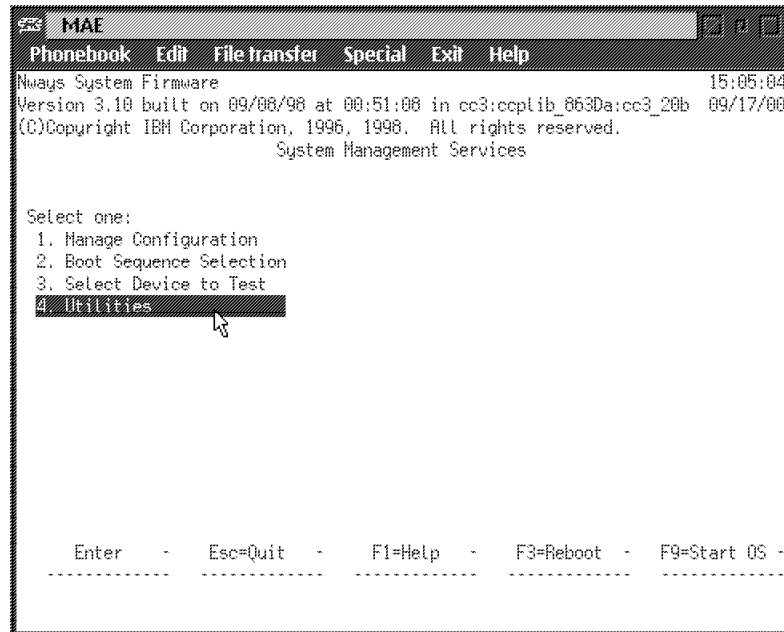 MAE
Phonebook Edit File transfer Special Exit Help
Nways System Firmware 15:05:04
Version 3.10 built on 09/08/98 at 00:51:08 in cc3:ccplib_863Da:cc3_20b 09/17/00
(C)Copyright IBM Corporation, 1996, 1998. All rights reserved.
System Management Services
Select one:
1. Manage Configuration
2. Boot Sequence Selection
3. Select Device to Test
4. Utilities
Enter - Esc=Quit - F1=Help - F3=Reboot - F9=Start OS -